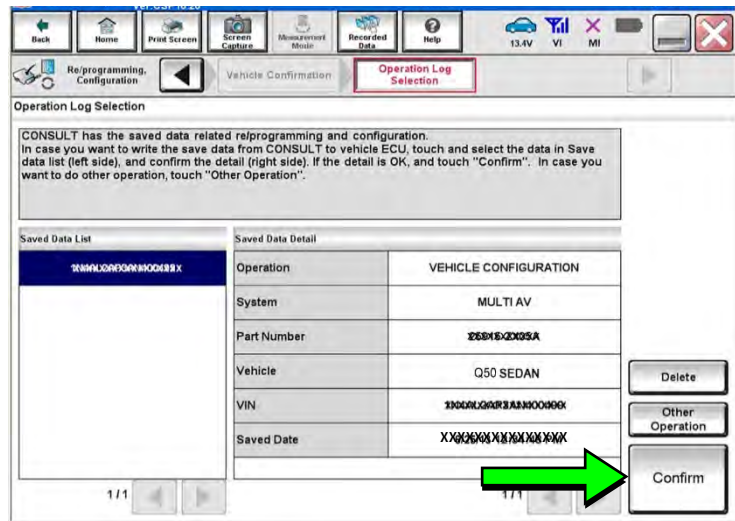 Back
Home
Print Screen
Screen Capture
Measurement Mode
Recorded Data
Help
13.4V
VI
MI
Re/programming, Configuration
Vehicle Confirmation
Operation Log Selection
Operation Log Selection
CONSULT has the saved data related re/programming and configuration.
In case you want to write the save data from CONSULT to vehicle ECU, touch and select the data in Save
data list (left side), and confirm the detail (right side). If the detail is OK, and touch "Confirm". In case you
want to do other operation, touch "Other Operation".
Saved Data List
Saved Data Detail
Operation
VEHICLE CONFIGURATION
System
MULTI AV
Part Number
Vehicle
Q50 SEDAN
VIN
Saved Date
Delete
Other Operation
Confirm
1/1
1/1